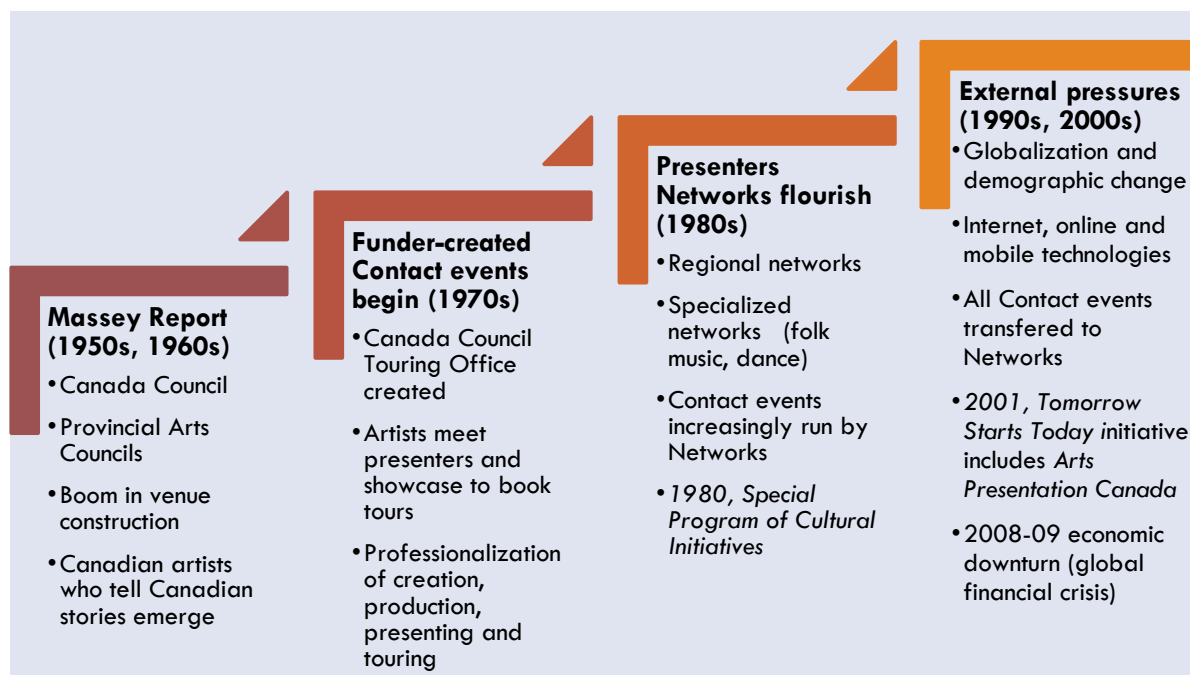 Massey Report
(1950s, 1960s)
•Canada Council
•Provincial Arts
Councils
•Boom in venue
construction
•Canadian artists
who tell Canadian
stories emerge
Funder-created
Contact events
begin (1970s)
•Canada Council
Touring Office
created
•Artists meet
presenters and
showcase to book
tours
•Professionalization
of creation,
production,
presenting and
touring
Presenters
Networks flourish
(1980s)
•Regional networks
•Specialized
networks (folk
music, dance)
•Contact events
increasingly run by
Networks
•1980, Special
Program of Cultural
Initiatives
External pressures
(1990s, 2000s)
•Globalization and
demographic change
•Internet, online and
mobile technologies
•All Contact events
transfered to
Networks
•2001, Tomorrow
Starts Today initiative
includes Arts
Presentation Canada
•2008-09 economic
downturn (global
financial crisis)